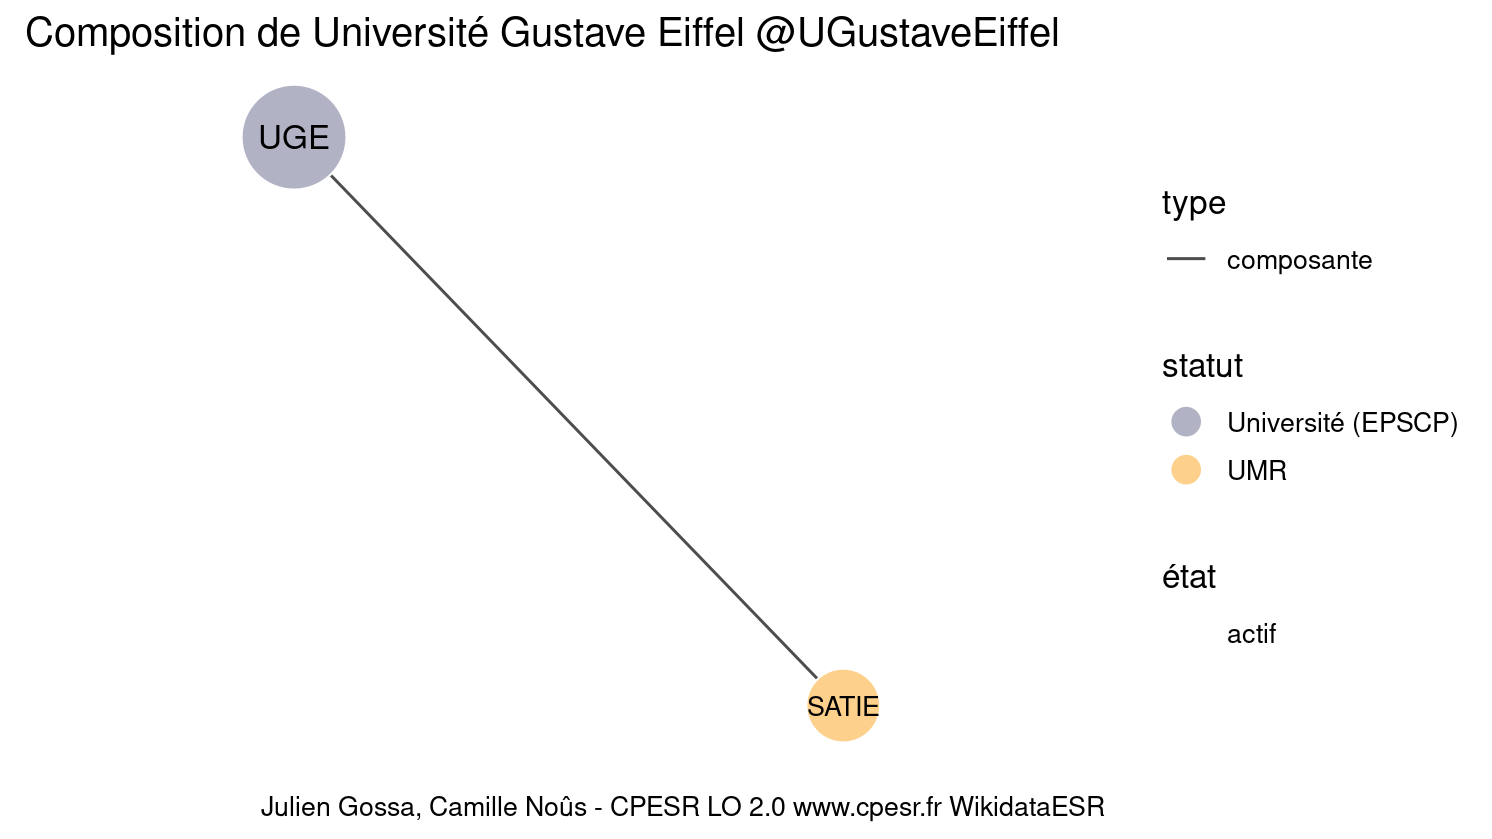 Composition de Université Gustave Eiffel @UGustaveEiffel
UGE
type
composante
statut
Université (EPSCP)
UMR
état
actif
SATIE
Julien Gossa, Camille Noûs - CPESR LO 2.0 www.cpesr.fr WikidataESR